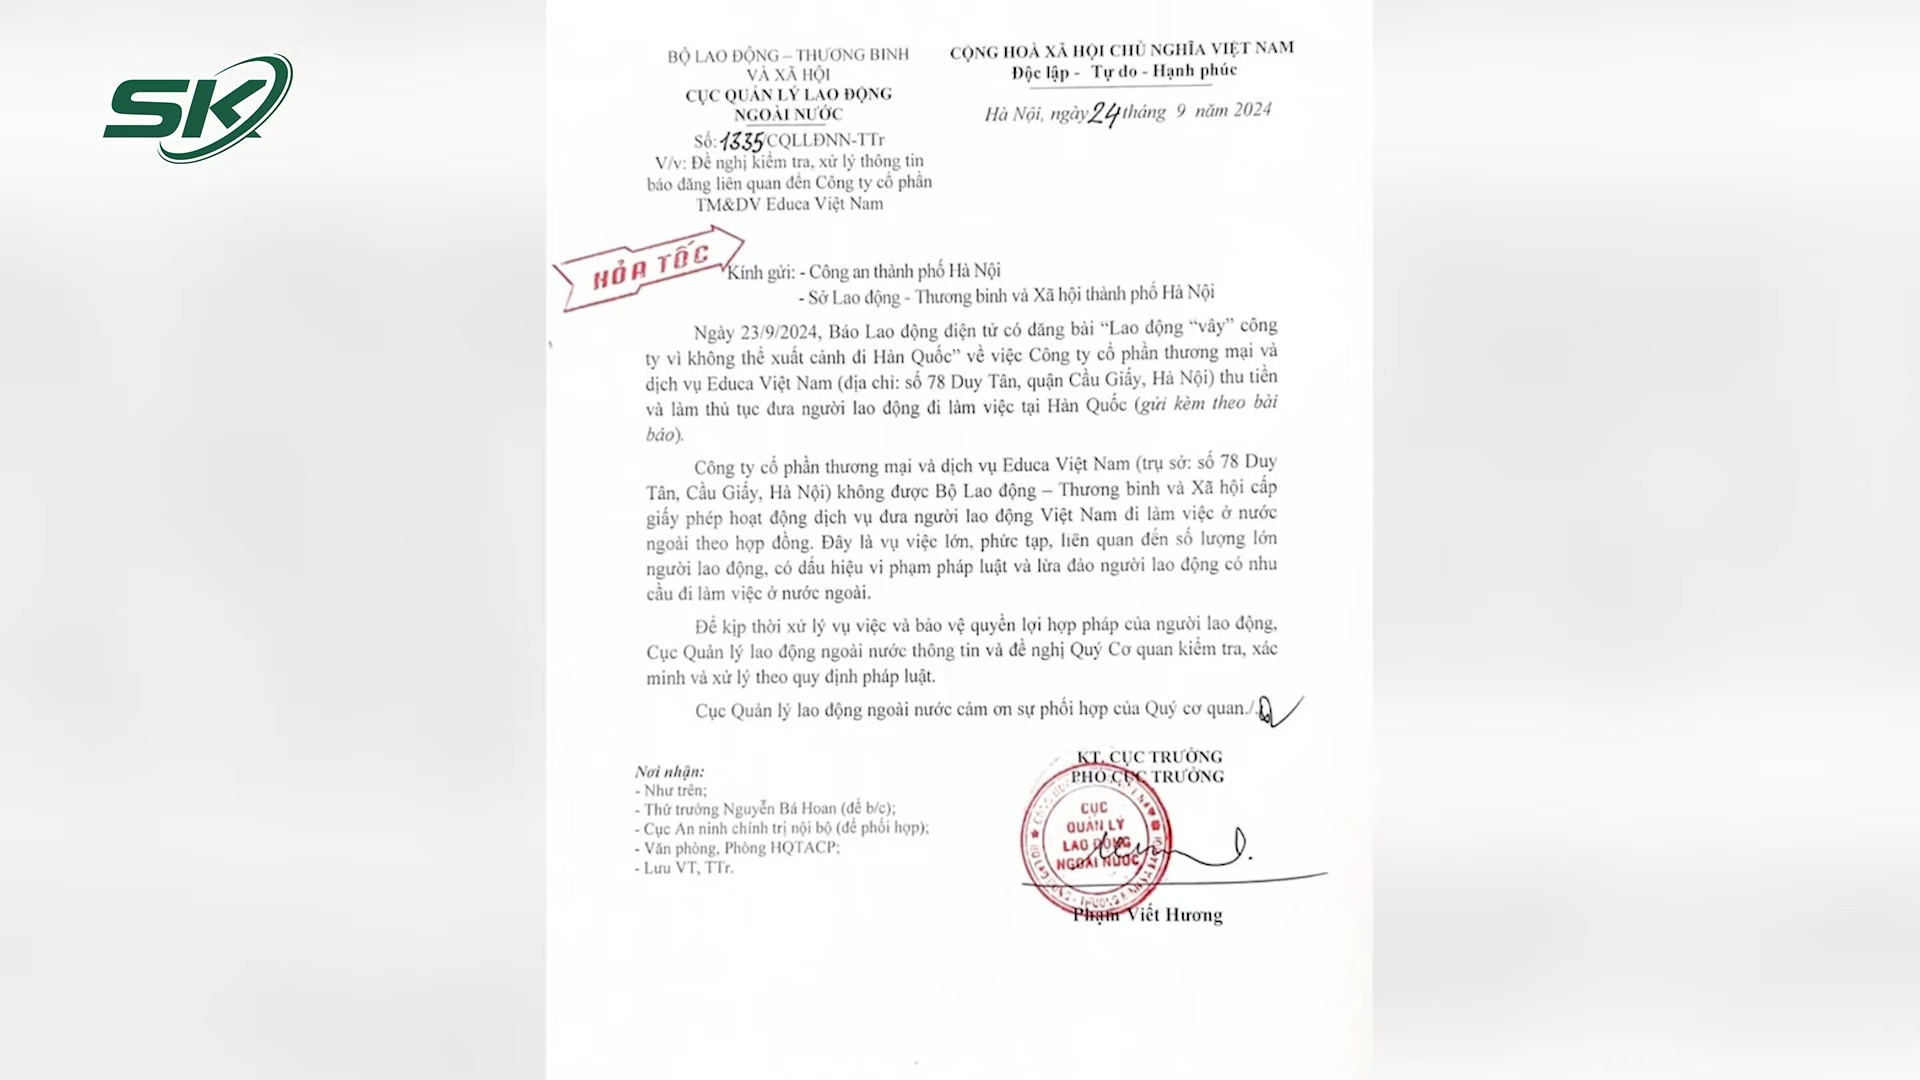 SK
BỘ LAO ĐỘNG – THƯƠNG BINH
VÀ XÃ HỘI
CỤC QUẢN LÝ LAO ĐỘNG
NGOÀI NƯỚC
Số: 1335/CQLLĐNN-TTr
V/v: Đề nghị kiểm tra, xử lý thông tin
báo đăng liên quan đến Công ty cổ phần
TM&DV Educa Việt Nam
CỘNG HOÀ XÃ HỘI CHỦ NGHĨA VIỆT NAM
Độc lập - Tự do - Hạnh phúc
Hà Nội, ngày 24 tháng 9 năm 2024
HỎA TỐC
Kính gửi: - Công an thành phố Hà Nội
- Sở Lao động - Thương binh và Xã hội thành phố Hà Nội
Ngày 23/9/2024, Báo Lao động điện tử có đăng bài “Lao động “vây” công
ty vì không thể xuất cảnh đi Hàn Quốc” về việc Công ty cổ phần thương mại và
dịch vụ Educa Việt Nam (địa chỉ: số 78 Duy Tân, quận Cầu Giấy, Hà Nội) thu tiền
và làm thủ tục đưa người lao động đi làm việc tại Hàn Quốc (gửi kèm theo bài
báo).
Công ty cổ phần thương mại và dịch vụ Educa Việt Nam (trụ sở: số 78 Duy
Tân, Cầu Giấy, Hà Nội) không được Bộ Lao động – Thương binh và Xã hội cấp
giấy phép hoạt động dịch vụ đưa người lao động Việt Nam đi làm việc ở nước
ngoài theo hợp đồng. Đây là vụ việc lớn, phức tạp, liên quan đến số lượng lớn
người lao động, có dấu hiệu vi phạm pháp luật và lừa đảo người lao động có nhu
cầu đi làm việc ở nước ngoài.
Để kịp thời xử lý vụ việc và bảo vệ quyền lợi hợp pháp của người lao động,
Cục Quản lý lao động ngoài nước thông tin và đề nghị Quý Cơ quan kiểm tra, xác
minh và xử lý theo quy định pháp luật.
Cục Quản lý lao động ngoài nước cảm ơn sự phối hợp của Quý cơ quan./.
Nơi nhận:
- Như trên;
- Thứ trưởng Nguyễn Bá Hoan (để b/c);
- Cục An ninh chính trị nội bộ (để phối hợp);
- Văn phòng, Phòng HQTACP;
- Lưu VT, TTr.
KT. CỤC TRƯỞNG
PHÓ CỤC TRƯỞNG
CỤC
QUẢN LÝ
LAO ĐỘNG
NGOÀI NƯỚC
Phạm Viết Hương